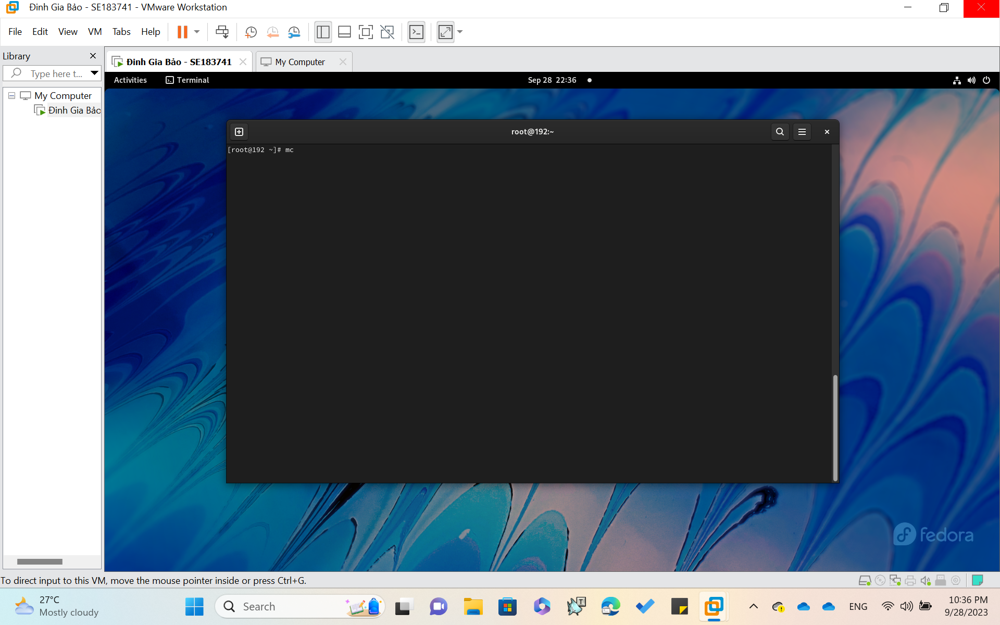 Đinh Gia Bảo - SE183741 - VMware Workstation
File Edit View VM Tabs Help
Library
Đinh Gia Bảo - SE183741
My Computer
Type here t...
Activities
Terminal
Sep 28 22:36
My Computer
Đinh Gia Bảo
root@192:~
[root@192 ~]# mc
fedora
To direct input to this VM, move the mouse pointer inside or press Ctrl+G.
27°C
Mostly cloudy
Search
ENG
10:36 PM
9/28/2023